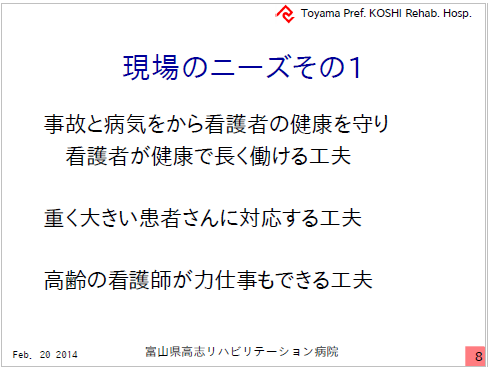 Toyama Pref. KOSHI Rehab. Hosp.
現場のニーズその1
事故と病気をから看護者の健康を守り
看護者が健康で長く働ける工夫
重く大きい患者さんに対応する工夫
高齢の看護師が力仕事もできる工夫
Feb. 20 2014
富山県高志リハビリテーション病院
8